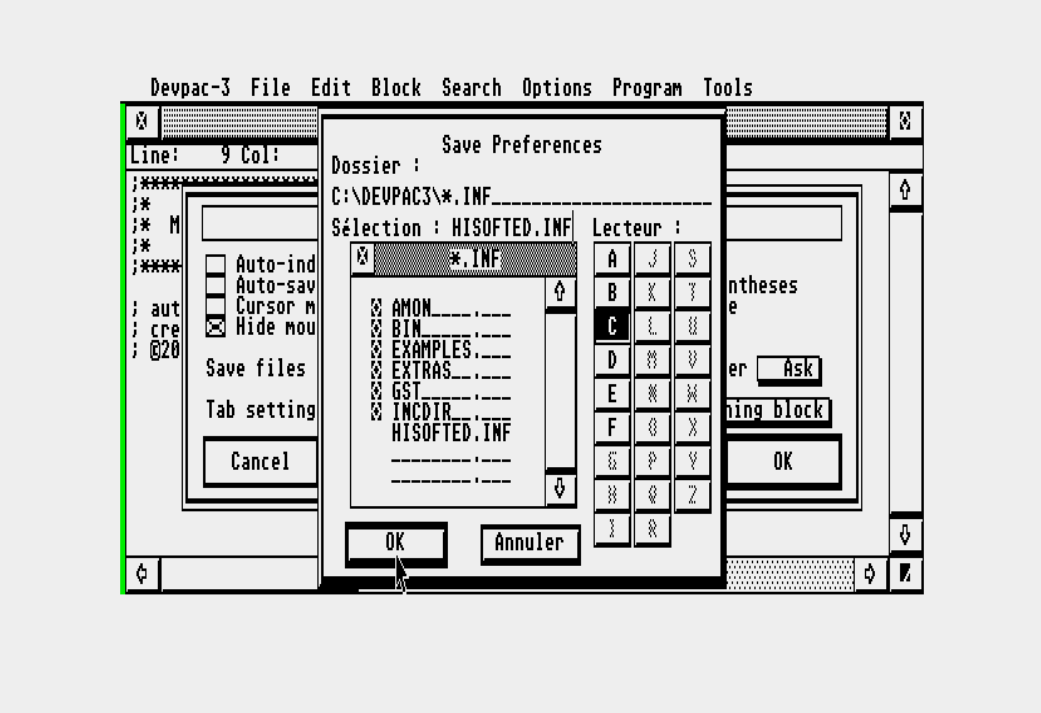 Devpac-3 File Edit Block Search Options Program Tools
Line: 9 Col:
Save Preferences
Dossier :
C:\DEVPAC3\*.INF______________________
Sélection : HISOFTED.INF
Lecteur :
*.INF
AMON____.___
BIN_____.___
EXAMPLES.___
EXTRAS__.___
GST_____.___
INCDIR__.___
HISOFTED.INF
________.___
________.___
A J S
B K T
C L U
D M V
E N W
F O X
G P Y
H Q Z
I R
OK
Annuler
;****************
;*
;* M
;*
;****
; aut
; cre
; ©20
Auto-ind
Auto-sav
Cursor m
Hide mou
Save files
Tab setting
Cancel
ntheses
e
er Ask
ning block
OK